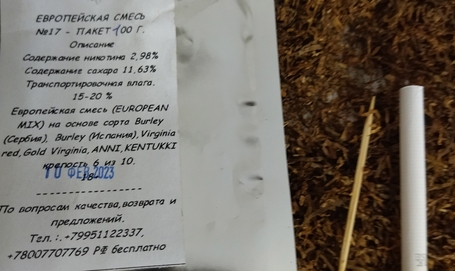 ЕВРОПЕЙСКАЯ СМЕСЬ
№17 - ПАКЕТ 100 Г.
Описание
Содержание никотина 2,98%
Содержание сахара 11,63%
Транспортировочная влага.
15-20 %
Европейская смесь (EUROPEAN
MIX) на основе сорта Burley
(Сербия), Burley (Испания), Virginia
red, Gold Virginia, ANNI, KENTUKKI
крепость 6 из 10.
10 ФЕВ 2023
18
По вопросам качества,возврата и
предложений.
Тел.:.+79951122337,
+78007707769 РФ бесплатно